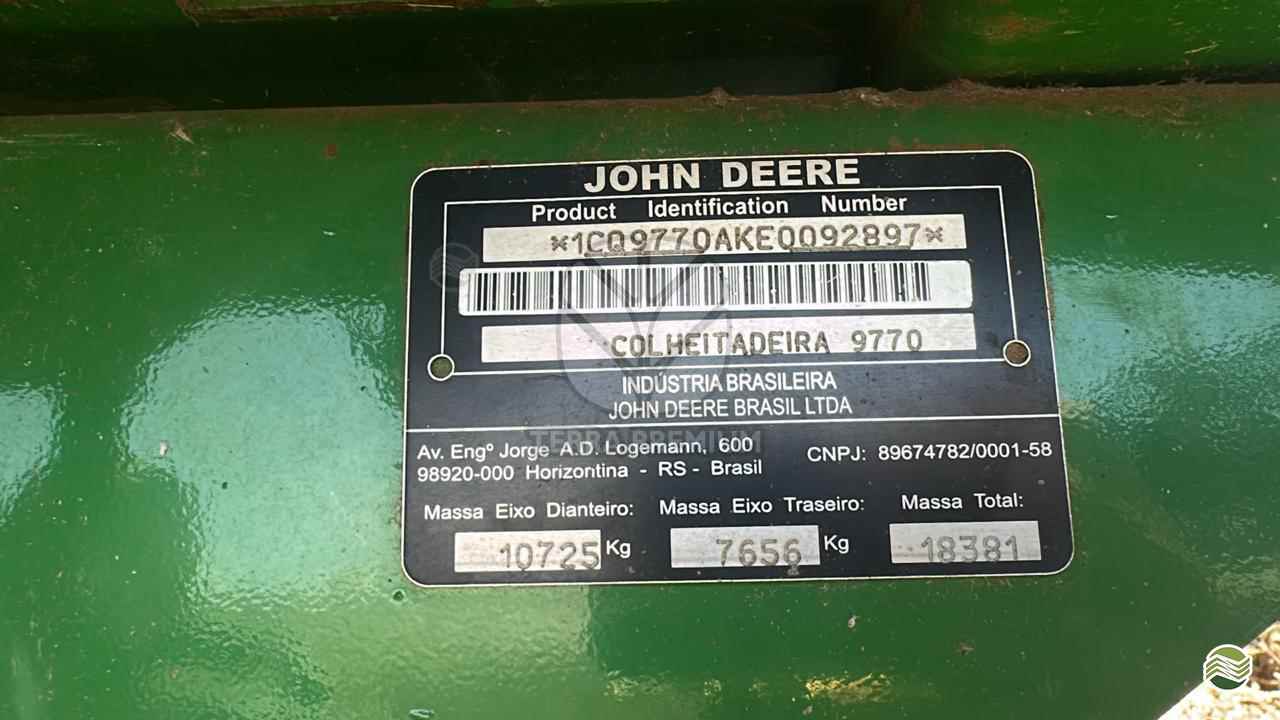 JOHN DEERE
Product Identification Number
*1CQ9770AKE0092897*
COLHEITADEIRA 9770
INDÚSTRIA BRASILEIRA
JOHN DEERE BRASIL LTDA
TERRA PREMIUM
Av. Engº Jorge A.D. Logemann, 600
98920-000 Horizontina - RS - Brasil
CNPJ: 89674782/0001-58
Massa Eixo Dianteiro: Massa Eixo Traseiro: Massa Total:
10725 Kg 7656 Kg 18381